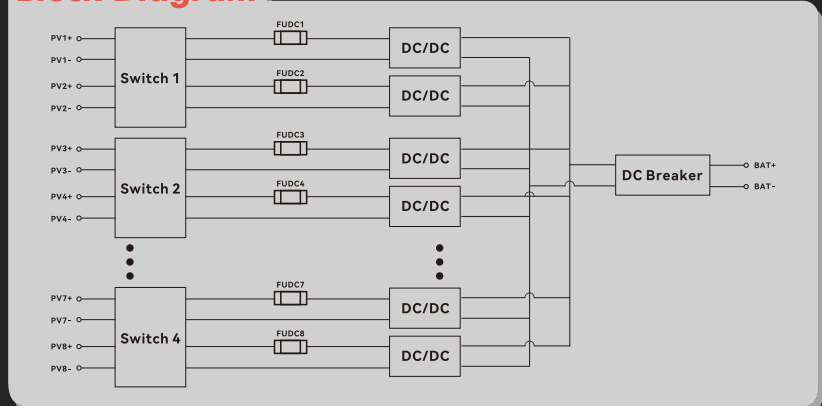 Block Diagram
FUDC1
PV1+
PV1-
DC/DC
Switch 1
FUDC2
PV2+
PV2-
DC/DC
FUDC3
PV3+
PV3-
DC/DC
Switch 2
FUDC4
PV4+
PV4-
DC/DC
DC Breaker
BAT+
BAT-
FUDC7
PV7+
PV7-
DC/DC
Switch 4
FUDC8
PV8+
PV8-
DC/DC